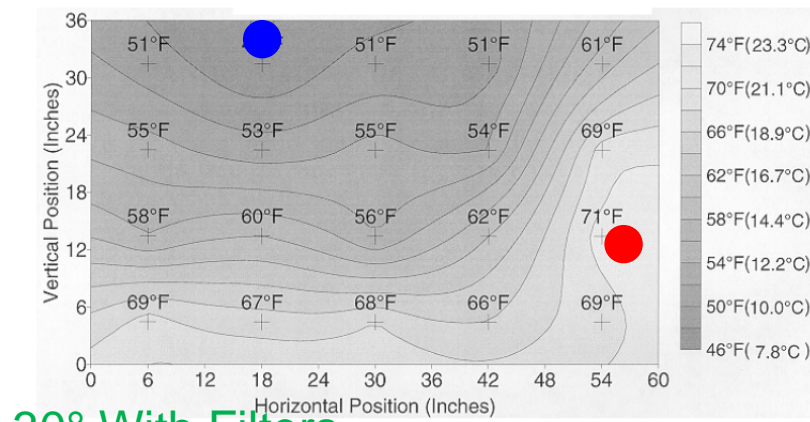 36
30
24
18
12
6
0
Vertical Position (Inches)
51°F 51°F 51°F 61°F
55°F 53°F 55°F 54°F 69°F
58°F 60°F 56°F 62°F 71°F
69°F 67°F 68°F 66°F 69°F
0 6 12 18 24 30 36 42 48 54 60
Horizontal Position (Inches)
74°F(23.3°C)
70°F(21.1°C)
66°F(18.9°C)
62°F(16.7°C)
58°F(14.4°C)
54°F(12.2°C)
50°F(10.0°C)
46°F( 7.8°C )
With Filters